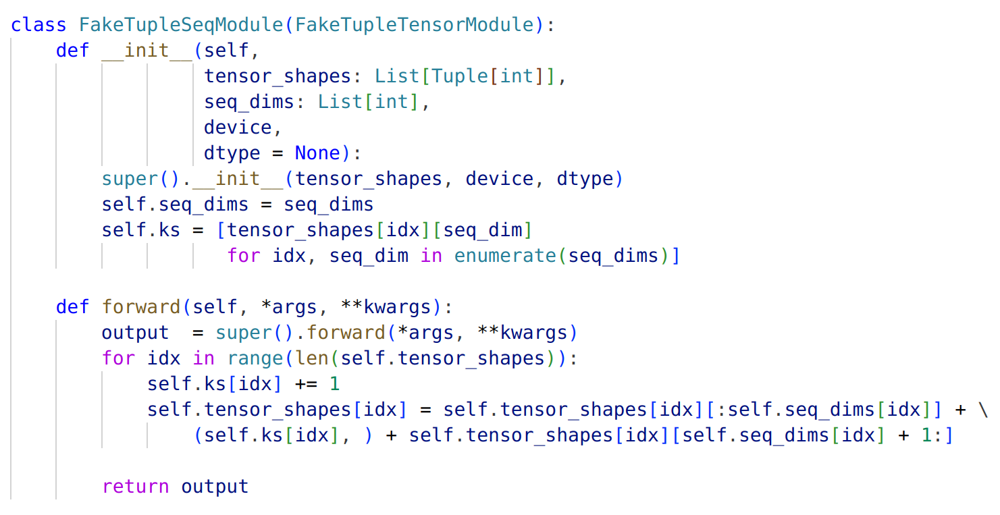 class FakeTupleSeqModule(FakeTupleTensorModule):
    def __init__(self,
                 tensor_shapes: List[Tuple[int]],
                 seq_dims: List[int],
                 device,
                 dtype = None):
        super().__init__(tensor_shapes, device, dtype)
        self.seq_dims = seq_dims
        self.ks = [tensor_shapes[idx][seq_dim]
                   for idx, seq_dim in enumerate(seq_dims)]

    def forward(self, *args, **kwargs):
        output  = super().forward(*args, **kwargs)
        for idx in range(len(self.tensor_shapes)):
            self.ks[idx] += 1
            self.tensor_shapes[idx] = self.tensor_shapes[idx][:self.seq_dims[idx]] + \
                (self.ks[idx], ) + self.tensor_shapes[idx][self.seq_dims[idx] + 1:]

        return output